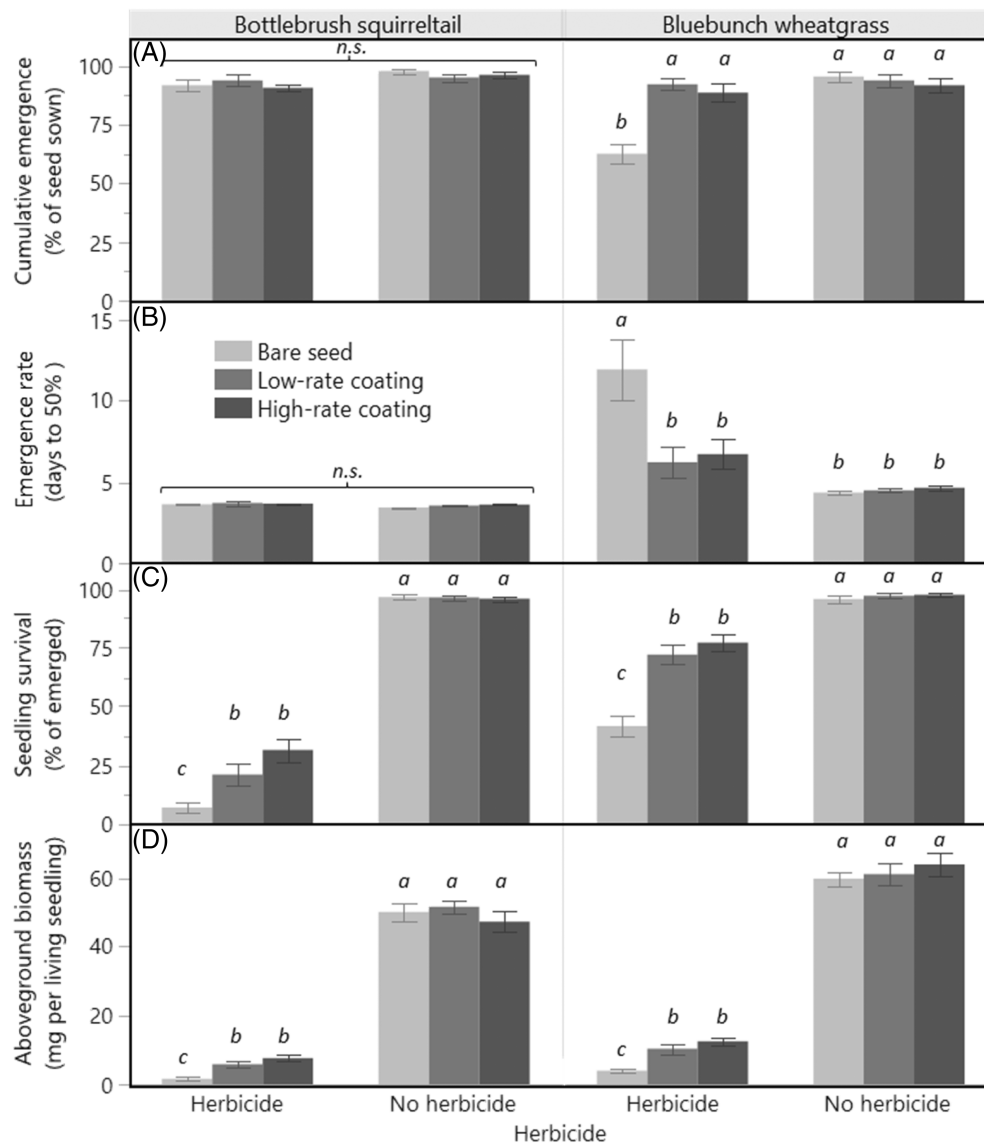 Bottlebrush squirreltail Bluebunch wheatgrass
(A) n.s. a a a a a
100
75
50
25
0
b
Cumulative emergence
(% of seed sown)
(B)
15
10
5
0
a
b b b b b
n.s.
Emergence rate
(days to 50%)
Bare seed
Low-rate coating
High-rate coating
(C)
100
75
50
25
0
a a a a a a
c b b c b b
Seedling survival
(% of emerged)
(D)
60
40
20
0
a a a a a a
c b b c b b
Aboveground biomass
(mg per living seedling)
Herbicide No herbicide Herbicide No herbicide
Herbicide